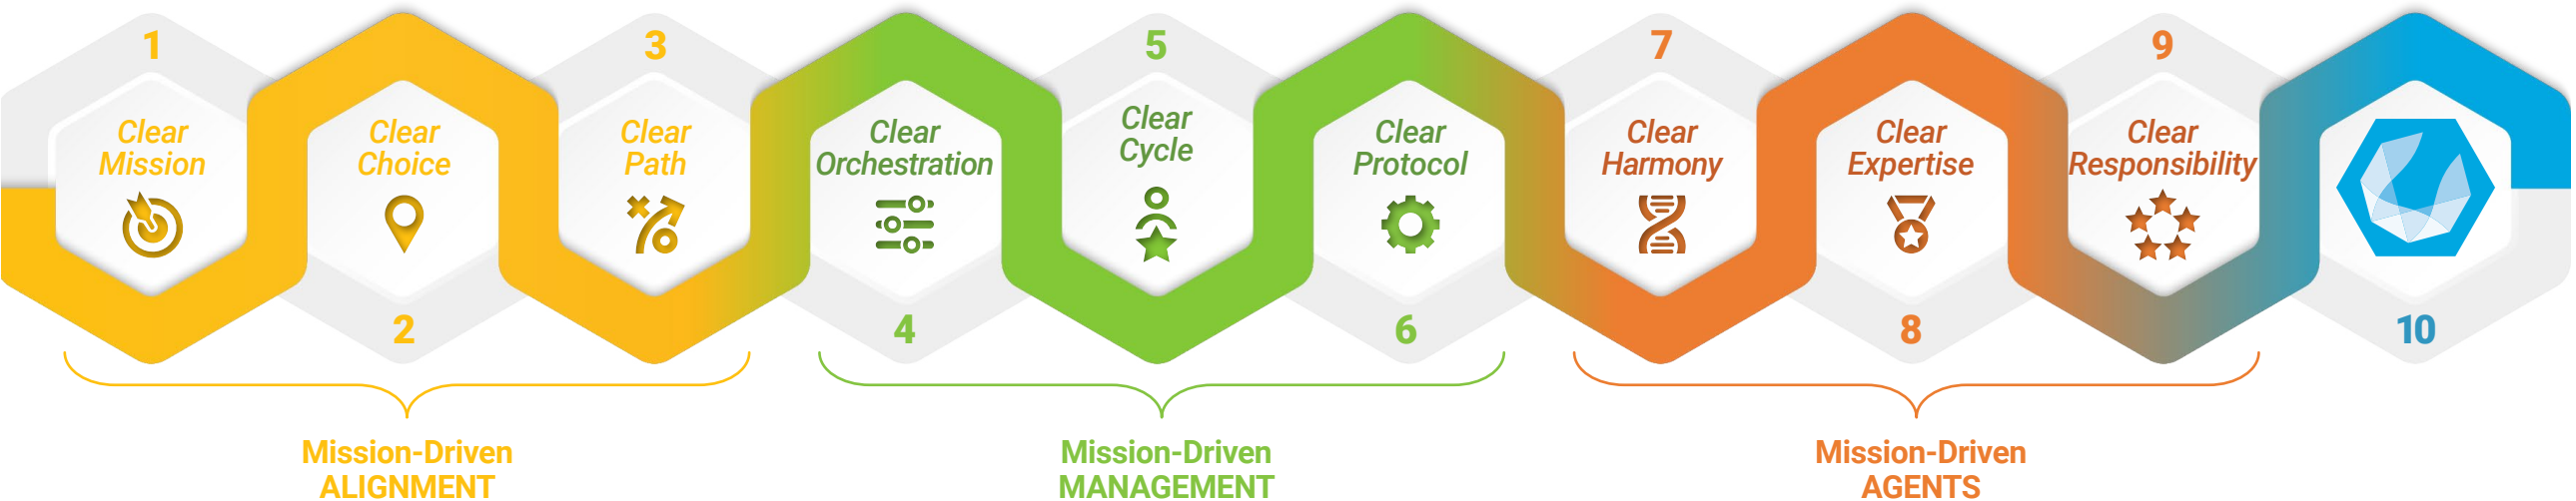 1
Clear
Mission
Clear
Choice
2
3
Clear
Path
Clear
Orchestration
4
5
Clear
Cycle
Clear
Protocol
6
7
Clear
Harmony
Clear
Expertise
8
9
Clear
Responsibility
10
Mission-Driven
ALIGNMENT
Mission-Driven
MANAGEMENT
Mission-Driven
AGENTS